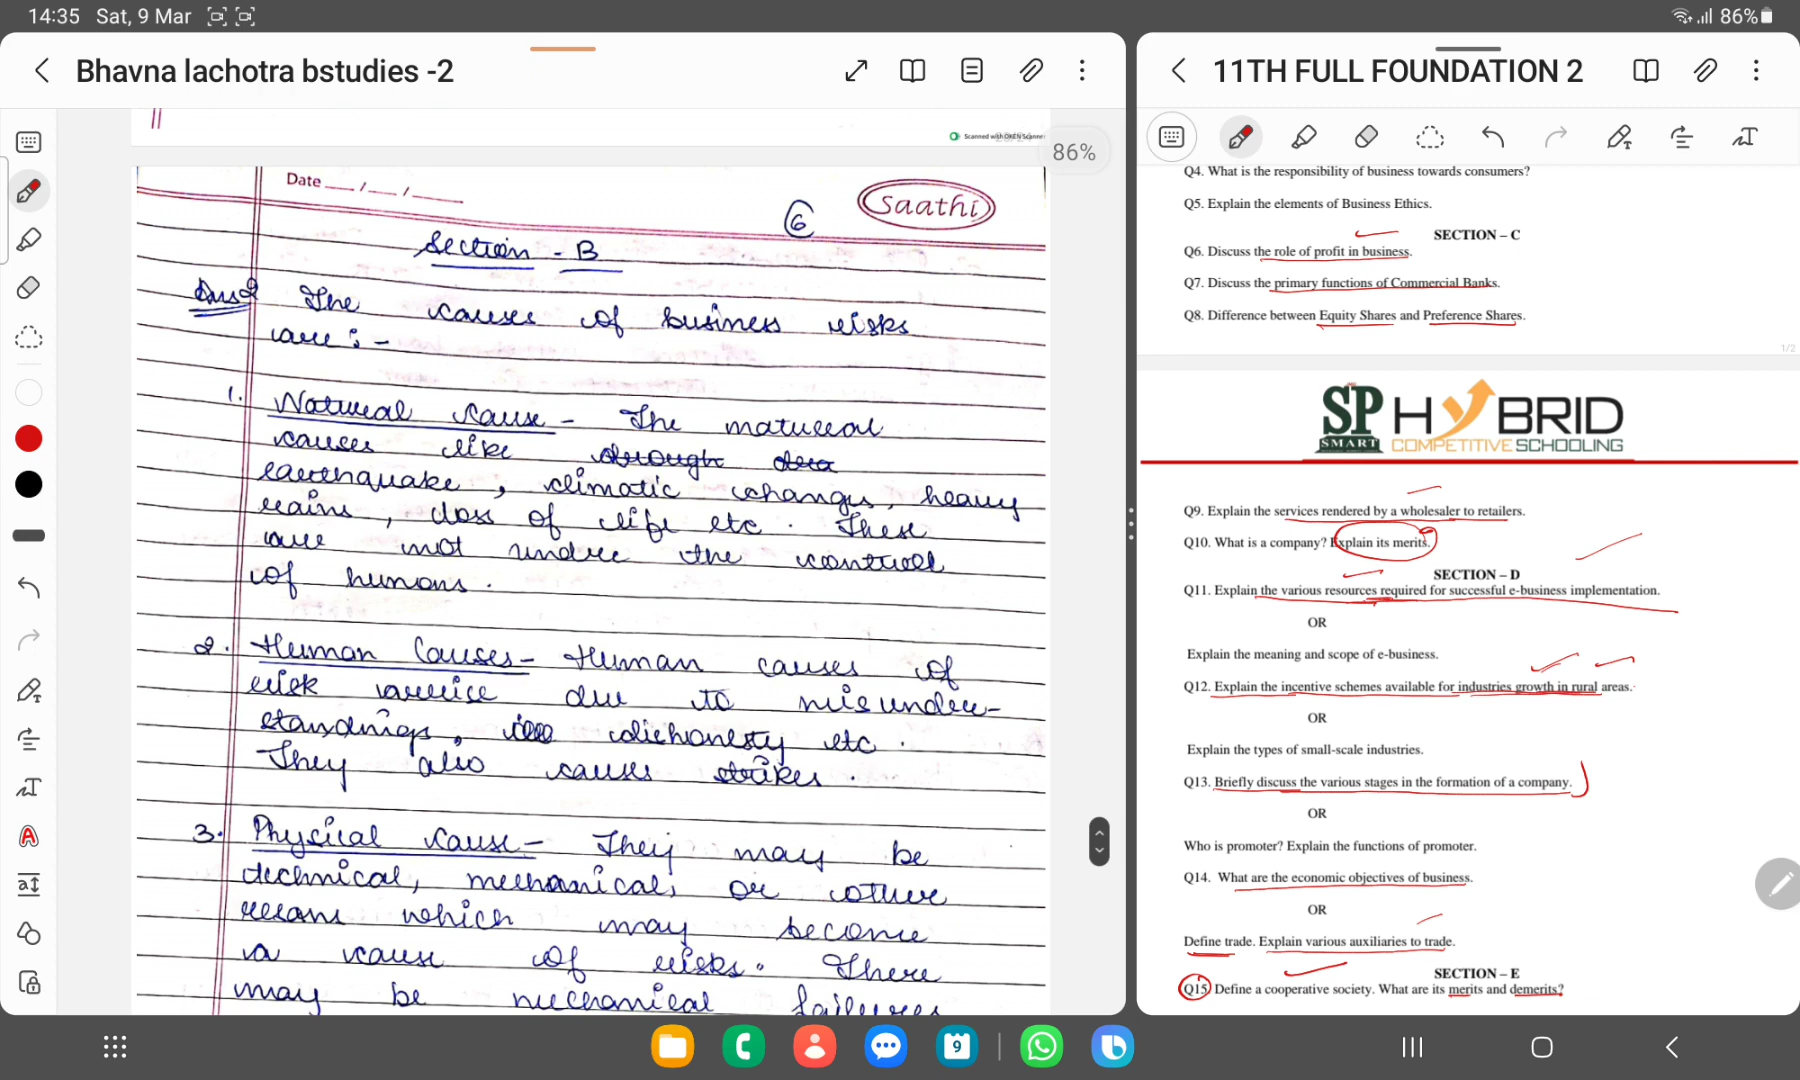 14:35 Sat, 9 Mar
86%
Bhavna lachotra bstudies -2
Scanned with OKEN Scanner
86%
Date __ / __ / ____
6
Saathi
Section - B
Ans2 The causes of business risks
are : -
1. Natural cause - The natural
causes like
earthquake, climatic changes, heavy
rains, loss of life etc. These
are not under the control
of humans.
2. Human Causes - Human causes of
risk arise due to misunder-
standings, dishonesty etc.
They also causes strikes.
3. Physical cause - They may be
technical, mechanical, or other
which may become
a cause of risks. There
may be mechanical failures
11TH FULL FOUNDATION 2
Q4. What is the responsibility of business towards consumers?
Q5. Explain the elements of Business Ethics.
SECTION – C
Q6. Discuss the role of profit in business.
Q7. Discuss the primary functions of Commercial Banks.
Q8. Difference between Equity Shares and Preference Shares.
1/2
SP HYBRID
SMART COMPETITIVE SCHOOLING
Q9. Explain the services rendered by a wholesaler to retailers.
Q10. What is a company? Explain its merits.
SECTION – D
Q11. Explain the various resources required for successful e-business implementation.
OR
Explain the meaning and scope of e-business.
Q12. Explain the incentive schemes available for industries growth in rural areas.
OR
Explain the types of small-scale industries.
Q13. Briefly discuss the various stages in the formation of a company.
OR
Who is promoter? Explain the functions of promoter.
Q14. What are the economic objectives of business.
OR
Define trade. Explain various auxiliaries to trade.
SECTION – E
Q15 Define a cooperative society. What are its merits and demerits?
9